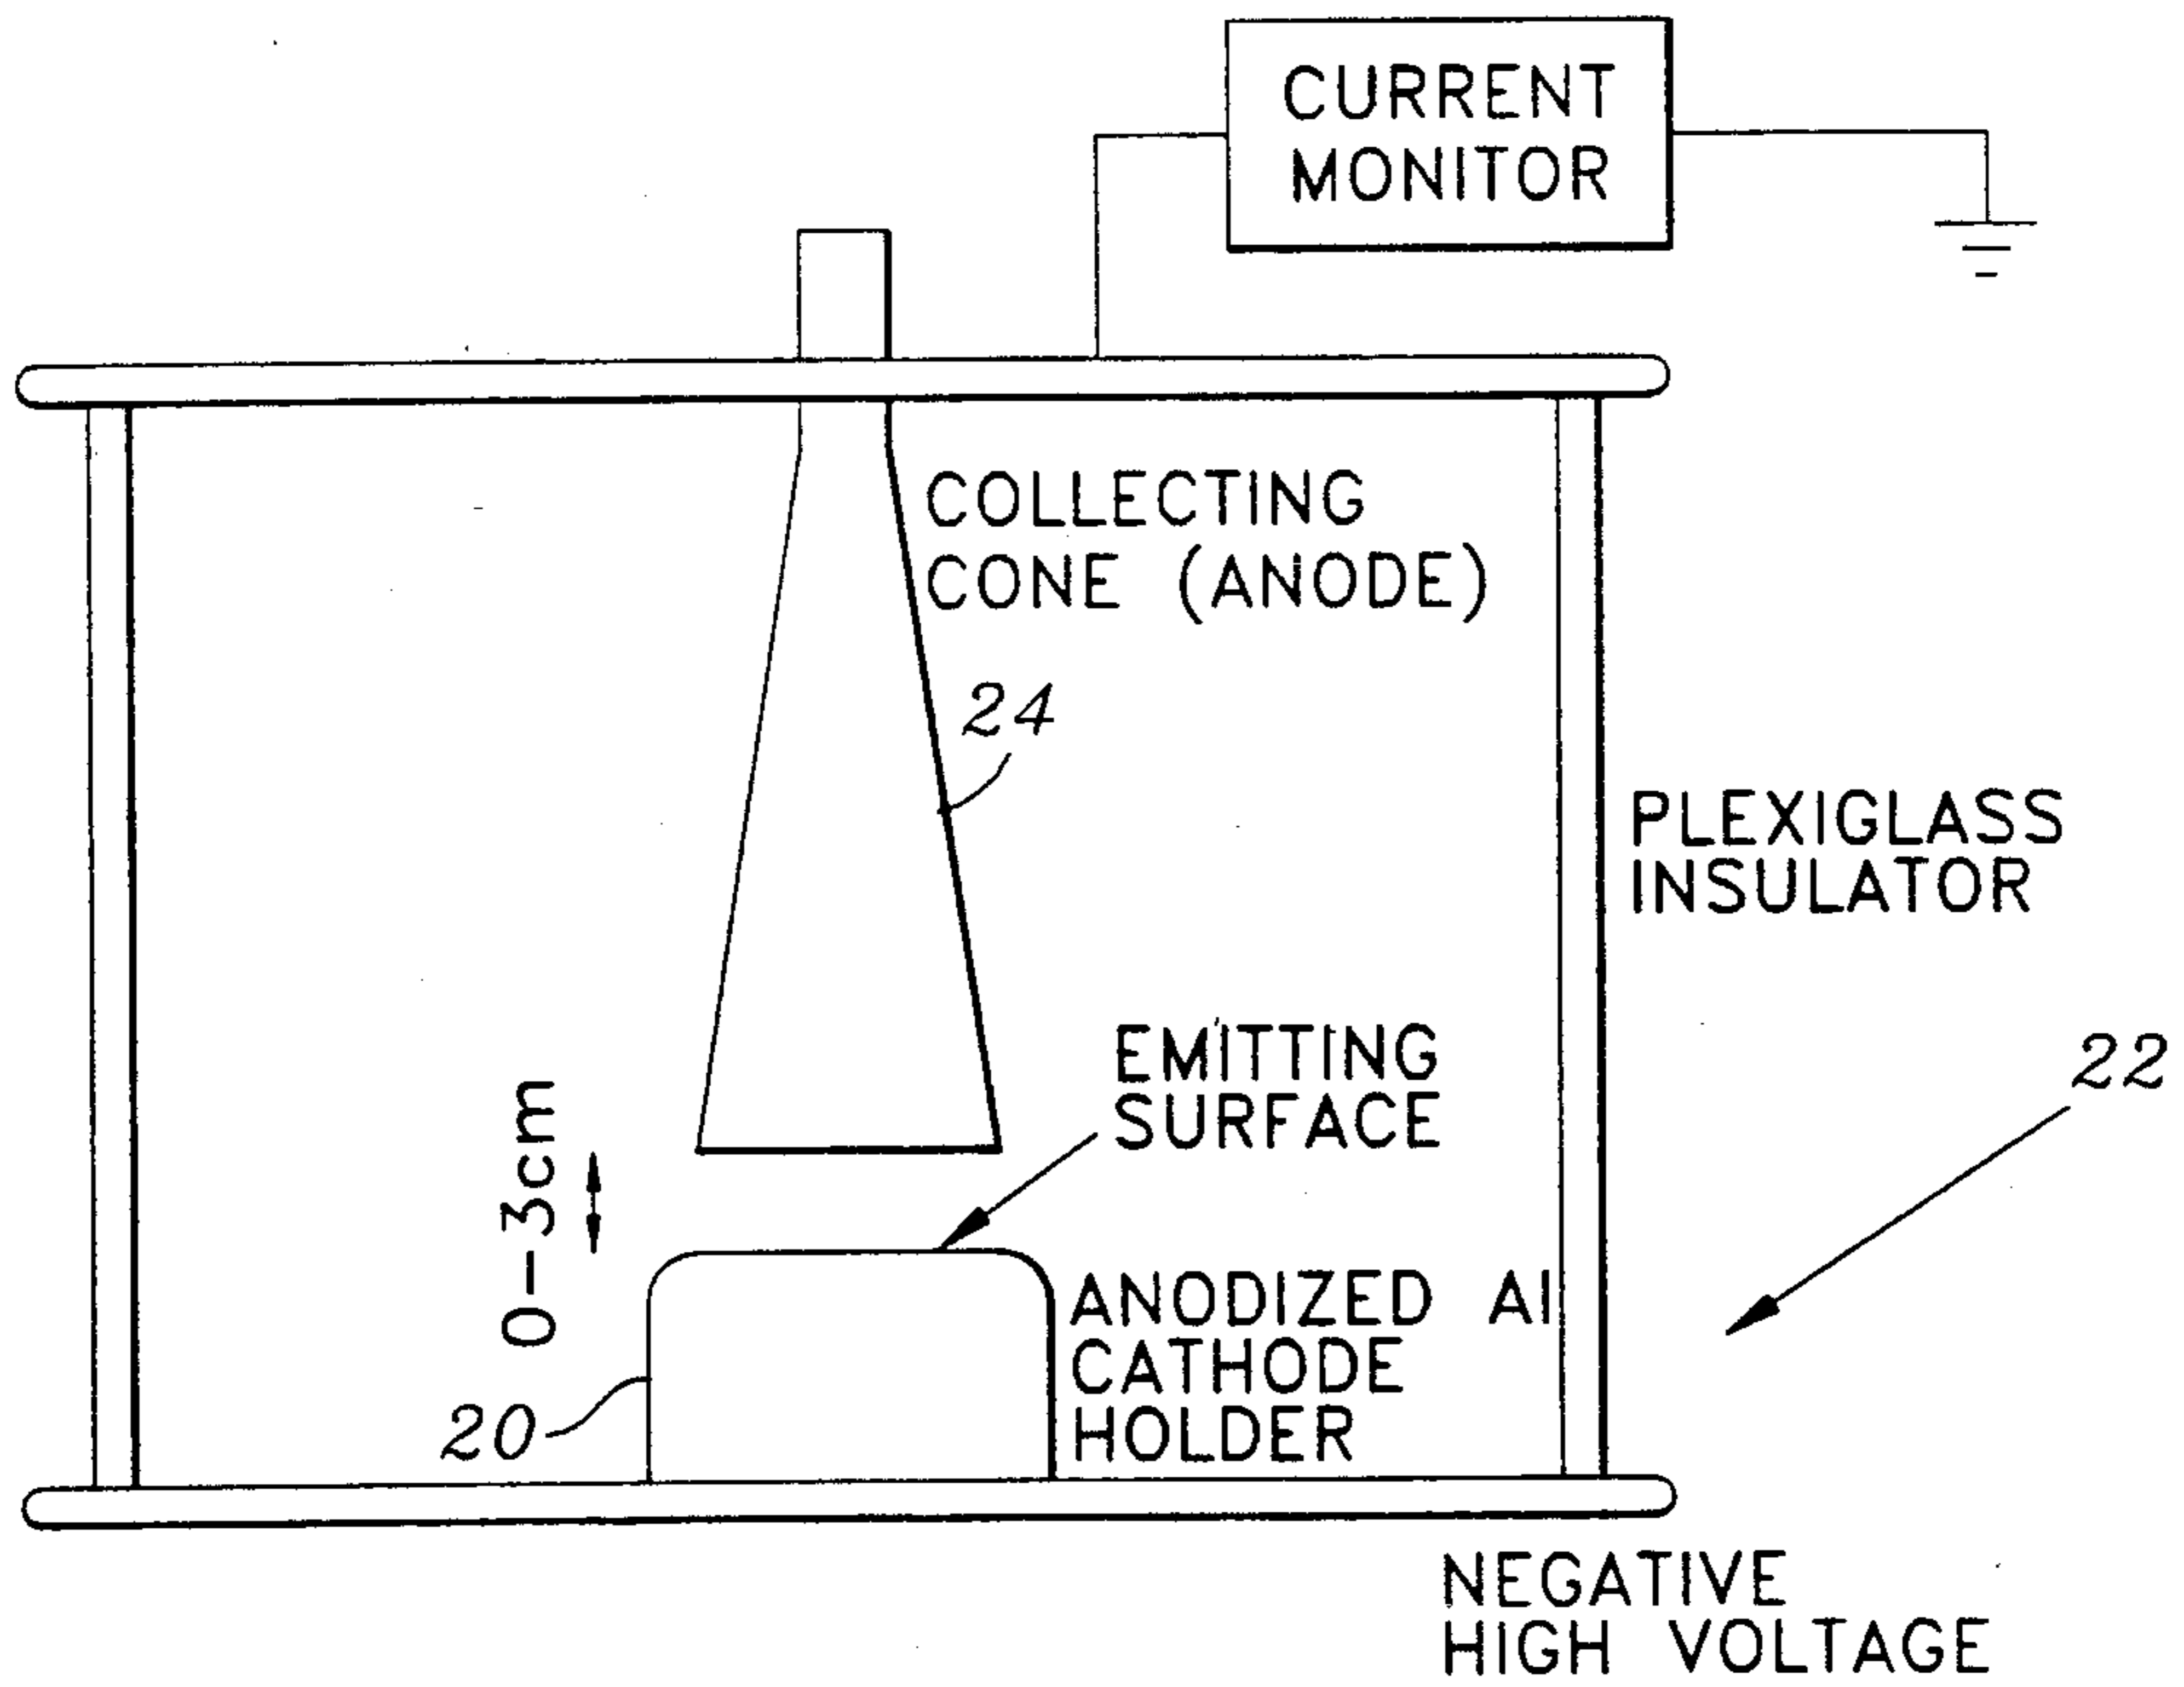 CURRENT
MONITOR
COLLECTING
CONE (ANODE)
24
PLEXIGLASS
INSULATOR
EMITTING
SURFACE
22
0-3cm
ANODIZED Al
CATHODE
HOLDER
20
NEGATIVE
HIGH VOLTAGE